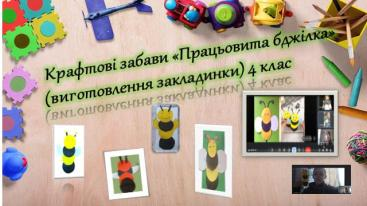 Крафтові забави «Працьовита бджілка»
(виготовлення закладинки) 4 клас